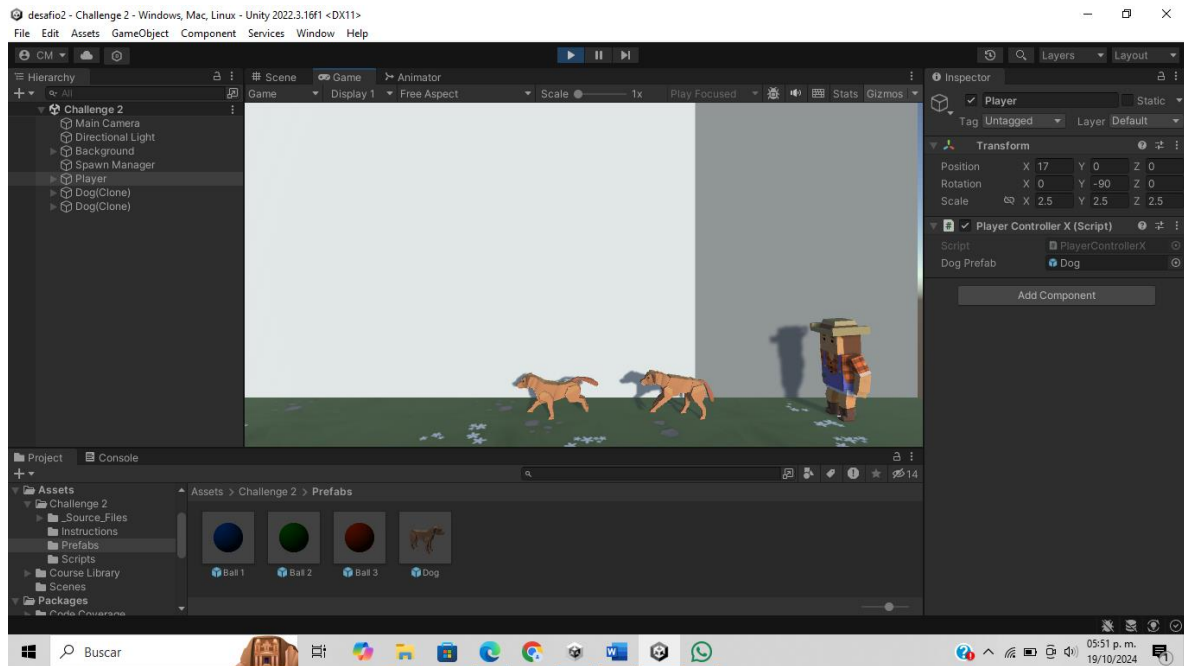 desafio2 - Challenge 2 - Windows, Mac, Linux - Unity 2022.3.16f1 <DX11>
File Edit Assets GameObject Component Services Window Help
CM
Layers Layout
Hierarchy
All
Challenge 2
Main Camera
Directional Light
Background
Spawn Manager
Player
Dog(Clone)
Dog(Clone)
Scene Game Animator
Game Display 1 Free Aspect Scale 1x Play Focused Stats Gizmos
Inspector
Player Static
Tag Untagged Layer Default
Transform
Position X 17 Y 0 Z 0
Rotation X 0 Y -90 Z 0
Scale X 2.5 Y 2.5 Z 2.5
Player Controller X (Script)
Script PlayerControllerX
Dog Prefab Dog
Add Component
Project Console
14
Assets
Challenge 2
_Source_Files
Instructions
Prefabs
Scripts
Course Library
Scenes
Packages
Code Coverage
Assets > Challenge 2 > Prefabs
Ball 1 Ball 2 Ball 3 Dog
Buscar
05:51 p. m.
19/10/2024
1